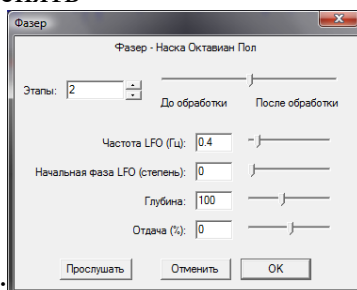 Фазер
Фазер - Наска Октавиан Пол
Этапы: 2
До обработки После обработки
Частота LFO (Гц): 0.4
Начальная фаза LFO (степень): 0
Глубина: 100
Отдача (%): 0
Прослушать Отменить OK
.